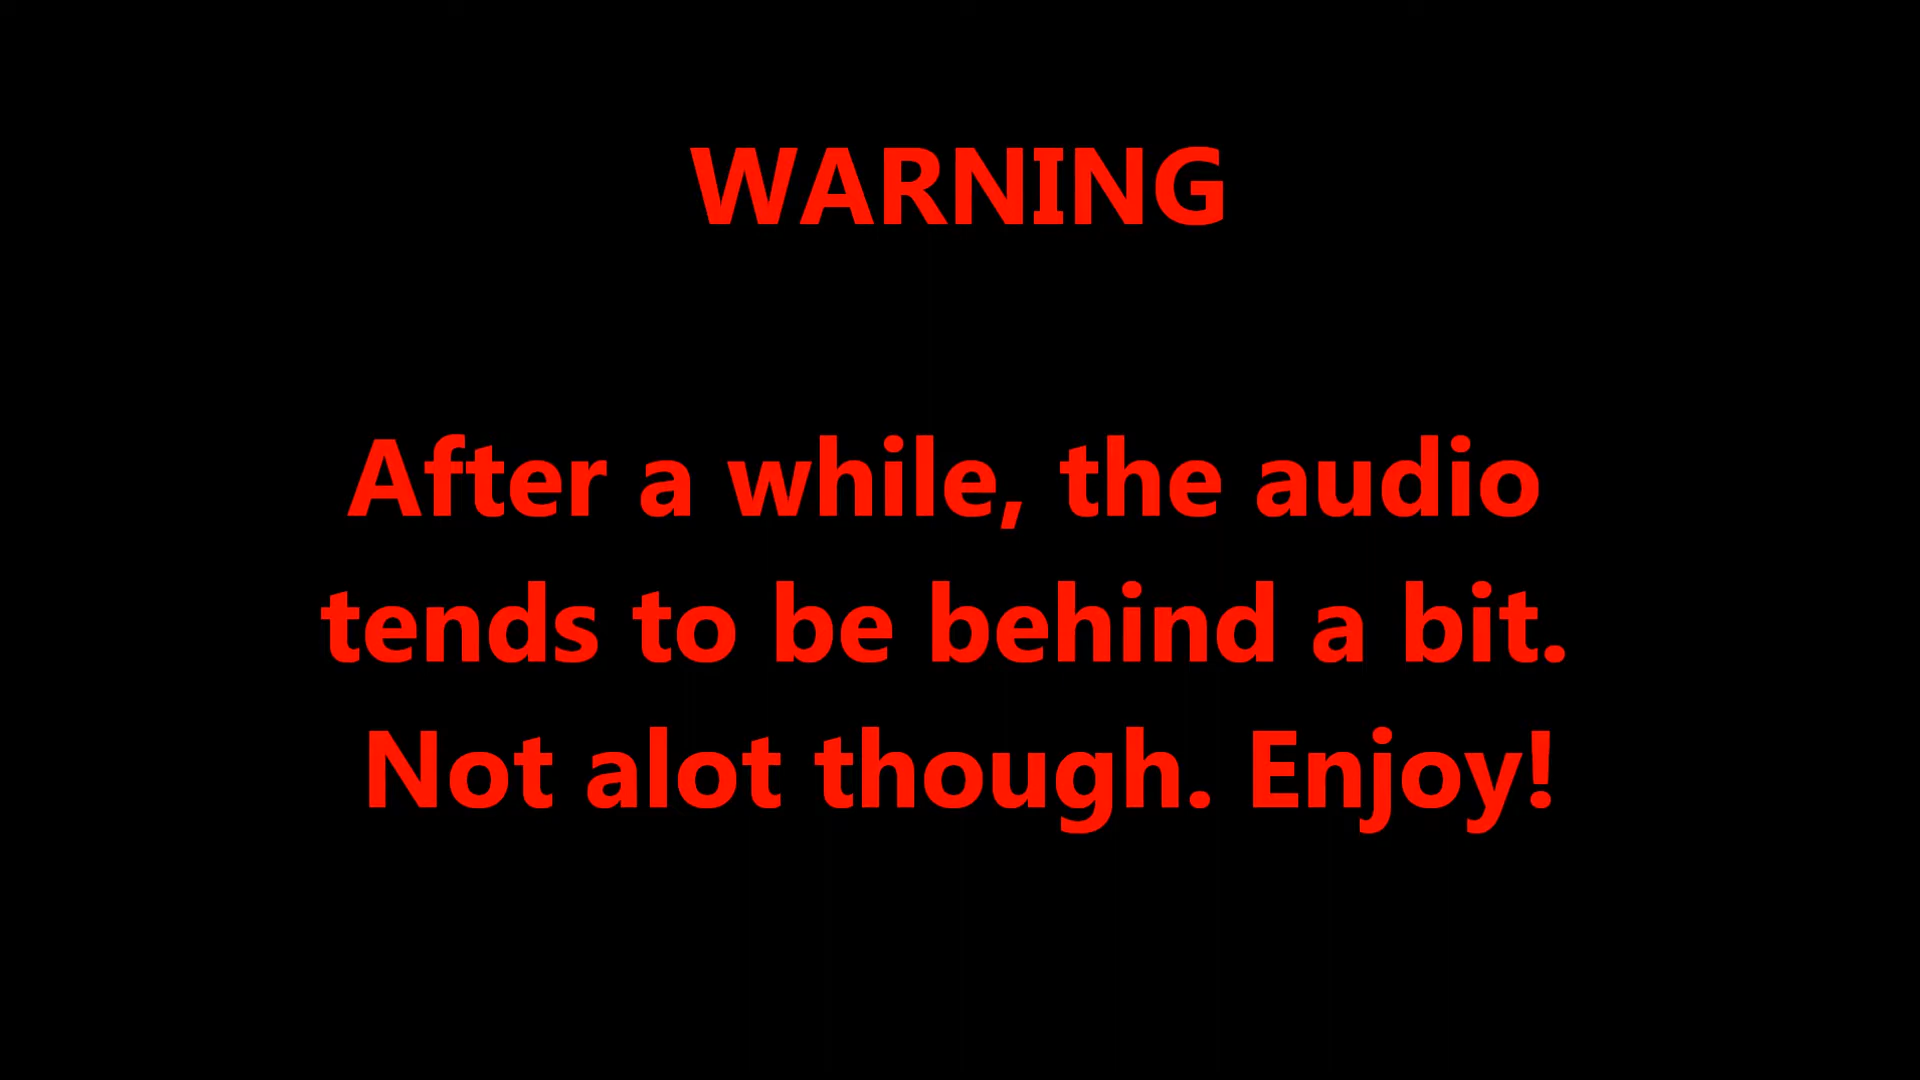 WARNING
After a while, the audio
tends to be behind a bit.
Not alot though. Enjoy!